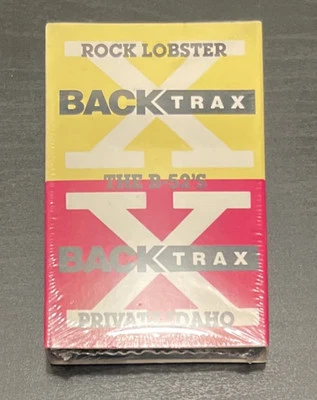 ROCK LOBSTER
BACK TRAX
THE B-52'S
BACK TRAX
PRIVATE IDAHO